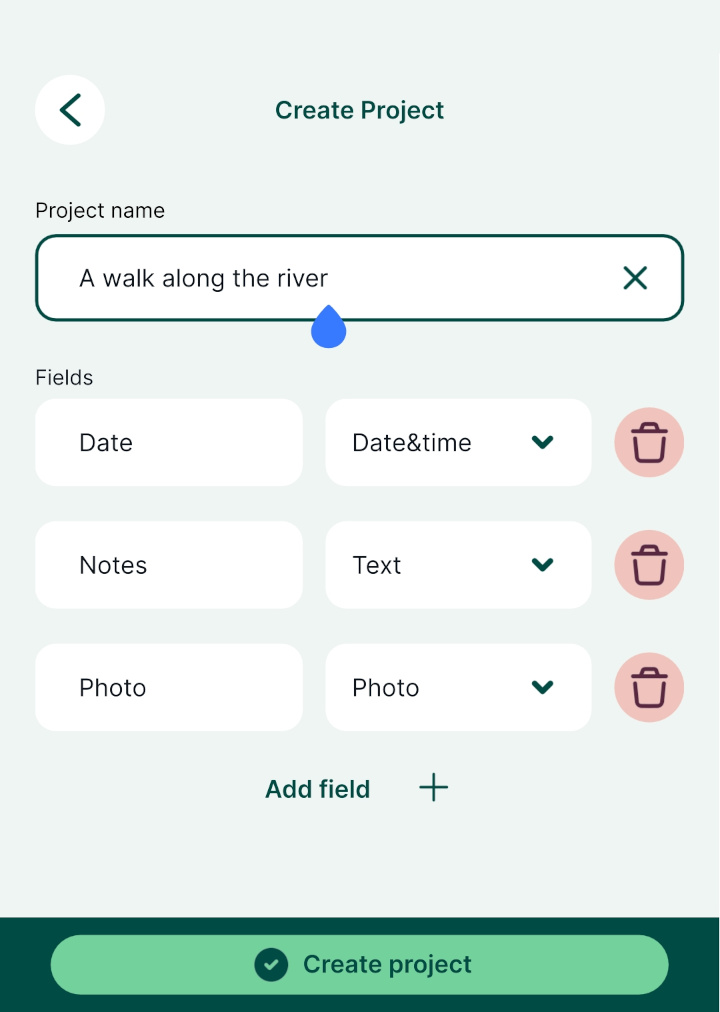 Create Project
Project name
A walk along the river
Fields
Date Date&time
Notes Text
Photo Photo
Add field
Create project